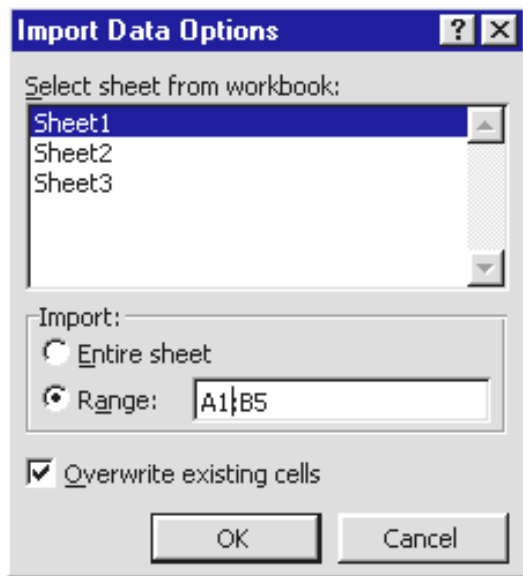 Import Data Options
Select sheet from workbook:
Sheet1
Sheet2
Sheet3
Import:
Entire sheet
Range: A1:B5
Overwrite existing cells
OK Cancel